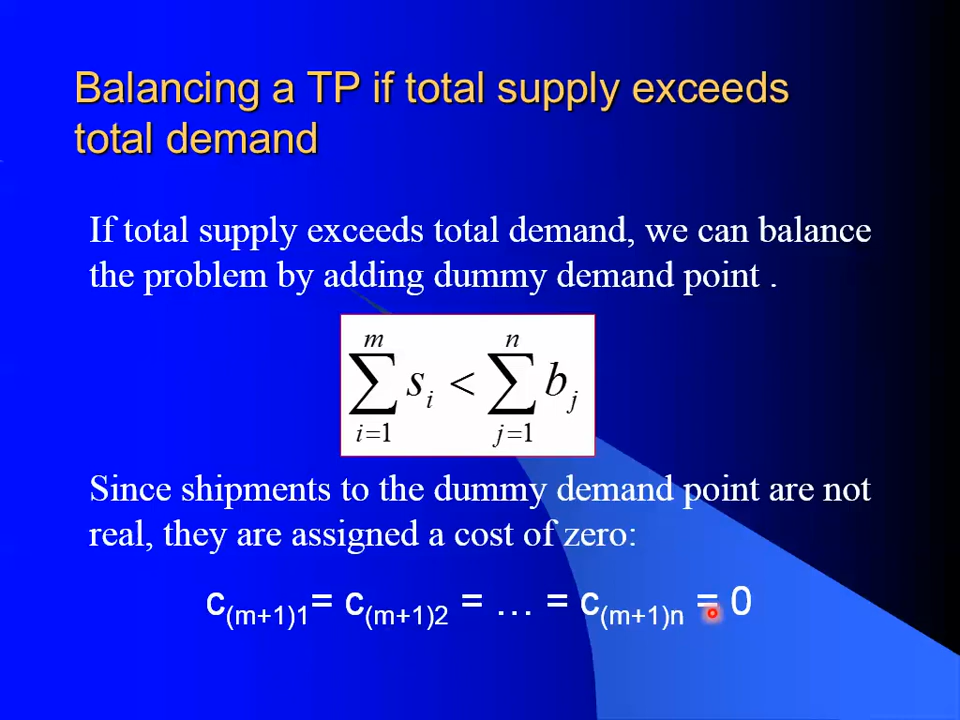 Balancing a TP if total supply exceeds
total demand
If total supply exceeds total demand, we can balance
the problem by adding dummy demand point .
m n
∑ sᵢ < ∑ bⱼ
i=1 j=1
Since shipments to the dummy demand point are not
real, they are assigned a cost of zero:
c(m+1)1= c(m+1)2 = … = c(m+1)n = 0